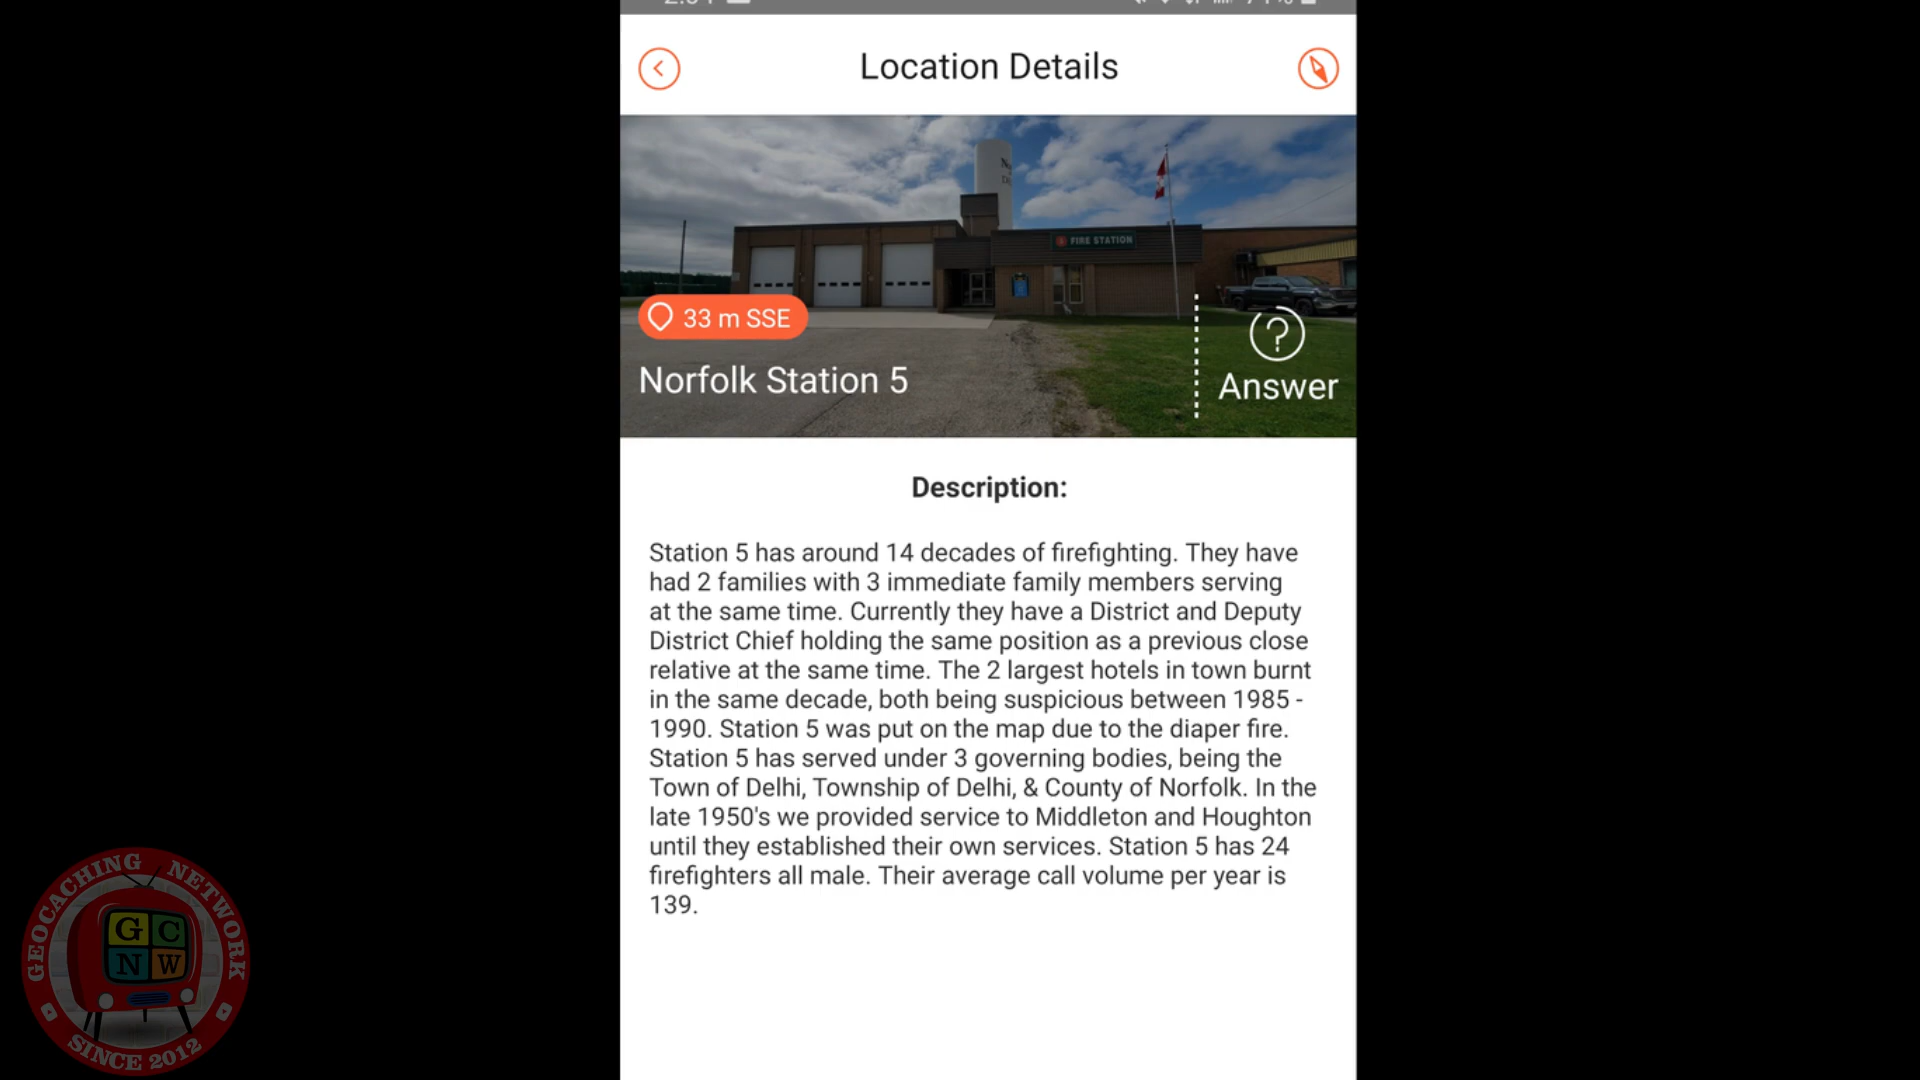 Location Details
FIRE STATION
33 m SSE
Norfolk Station 5
Answer
Description:
Station 5 has around 14 decades of firefighting. They have
had 2 families with 3 immediate family members serving
at the same time. Currently they have a District and Deputy
District Chief holding the same position as a previous close
relative at the same time. The 2 largest hotels in town burnt
in the same decade, both being suspicious between 1985 -
1990. Station 5 was put on the map due to the diaper fire.
Station 5 has served under 3 governing bodies, being the
Town of Delhi, Township of Delhi, & County of Norfolk. In the
late 1950's we provided service to Middleton and Houghton
until they established their own services. Station 5 has 24
firefighters all male. Their average call volume per year is
139.
GEOCACHING NETWORK
G C
N W
SINCE 2012